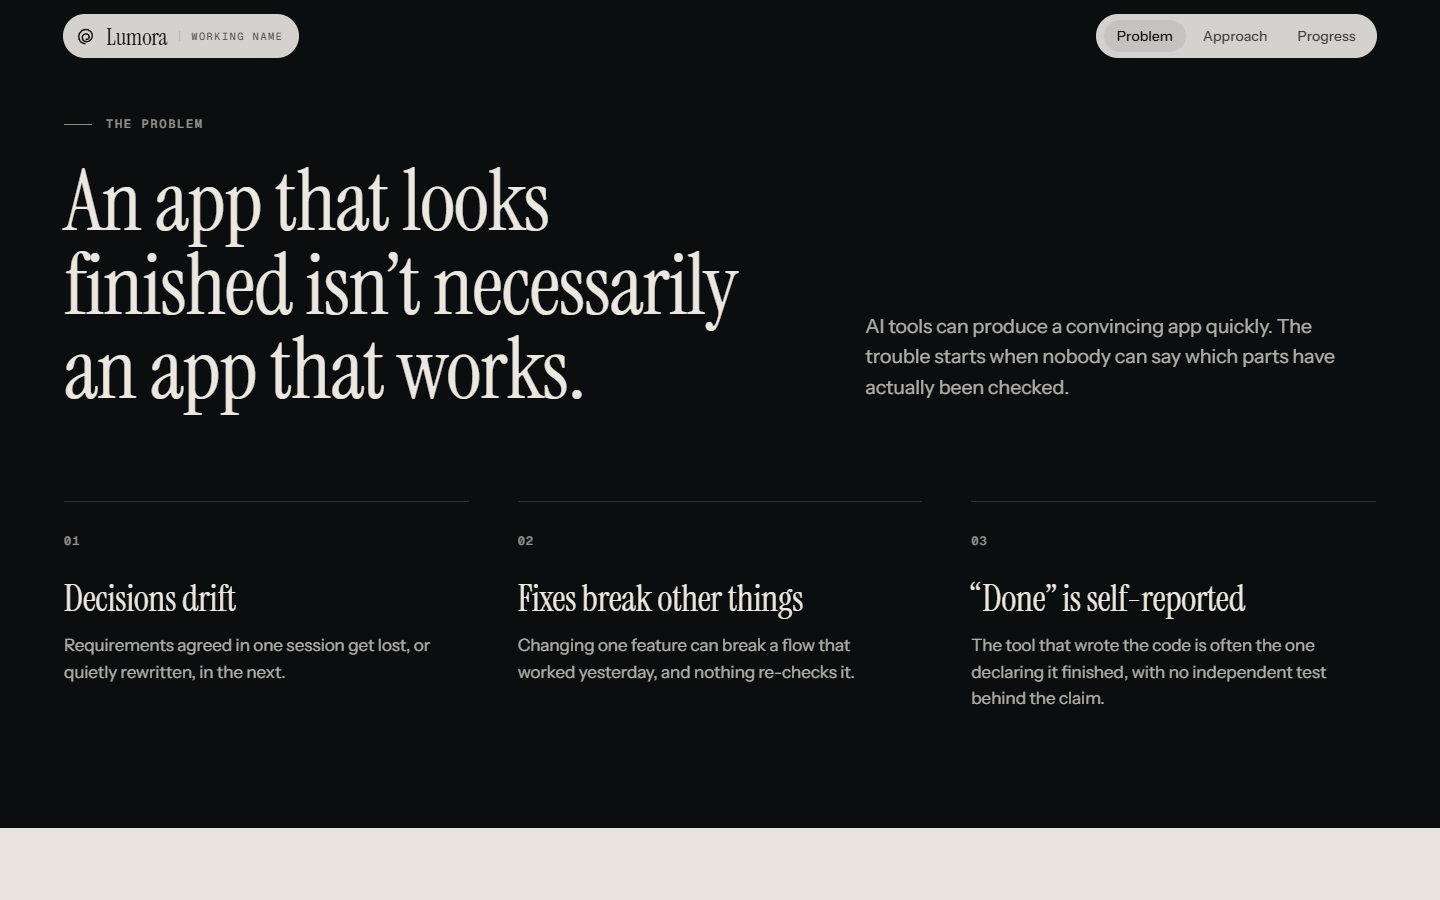 Lumora
WORKING NAME
Problem
Approach
Progress
THE PROBLEM
An app that looks
finished isn’t necessarily
an app that works.
AI tools can produce a convincing app quickly. The
trouble starts when nobody can say which parts have
actually been checked.
01
Decisions drift
Requirements agreed in one session get lost, or
quietly rewritten, in the next.
02
Fixes break other things
Changing one feature can break a flow that
worked yesterday, and nothing re-checks it.
03
“Done” is self-reported
The tool that wrote the code is often the one
declaring it finished, with no independent test
behind the claim.